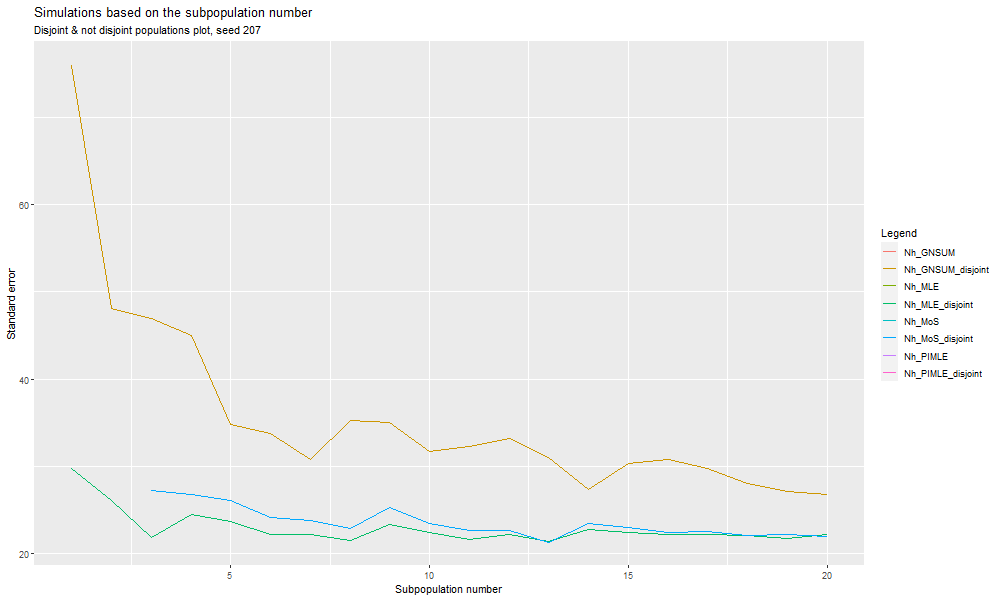 Simulations based on the subpopulation number
Disjoint & not disjoint populations plot, seed 207
Standard error
60
40
20
5
10
15
20
Subpopulation number
Legend
Nh_GNSUM
Nh_GNSUM_disjoint
Nh_MLE
Nh_MLE_disjoint
Nh_MoS
Nh_MoS_disjoint
Nh_PIMLE
Nh_PIMLE_disjoint